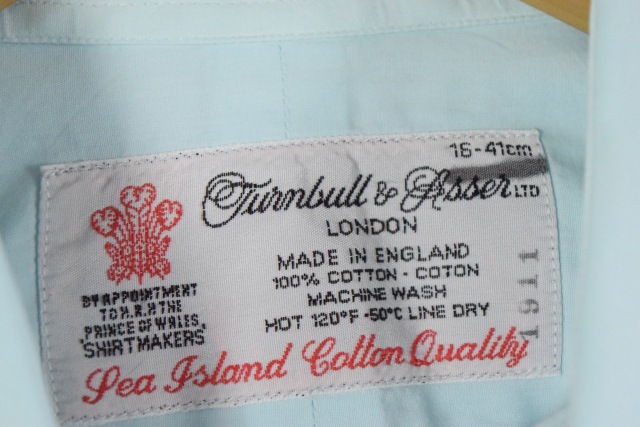 16-41cm
Turnbull & Asser LTD
LONDON
MADE IN ENGLAND
100% COTTON - COTON
MACHINE WASH
HOT 120°F -50°C LINE DRY
1911
BY APPOINTMENT
TO H.R.H THE
PRINCE OF WALES
SHIRTMAKERS
Sea Island Cotton Quality